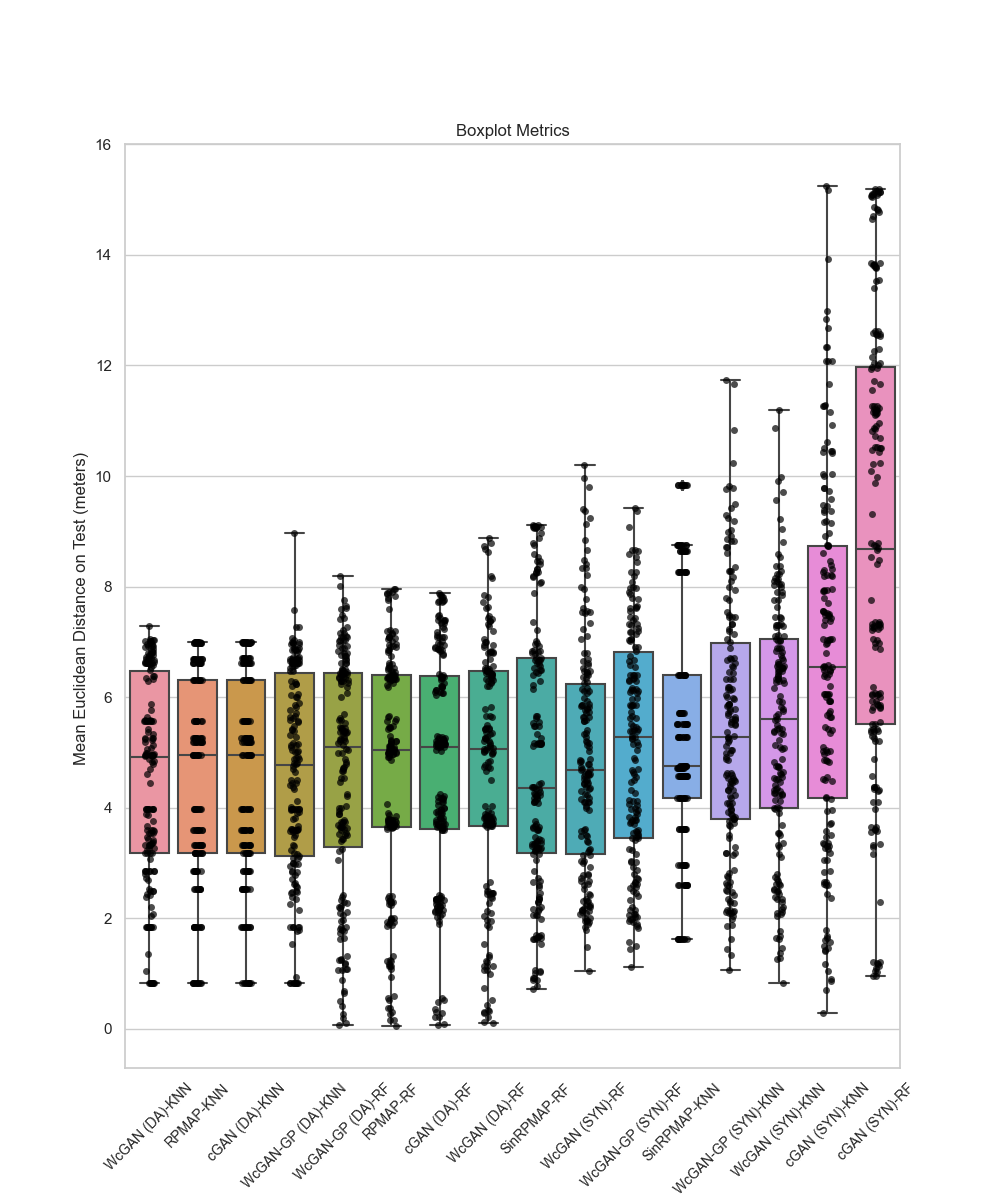 Boxplot Metrics
Mean Euclidean Distance on Test (meters)
16
14
12
10
8
6
4
2
0
WcGAN (DA)-KNN
RPMAP-KNN
cGAN (DA)-KNN
WcGAN-GP (DA)-KNN
WcGAN-GP (DA)-RF
RPMAP-RF
cGAN (DA)-RF
WcGAN (DA)-RF
SinRPMAP-RF
WcGAN (SYN)-RF
WcGAN-GP (SYN)-RF
SinRPMAP-KNN
WcGAN-GP (SYN)-KNN
WcGAN (SYN)-KNN
cGAN (SYN)-KNN
cGAN (SYN)-RF